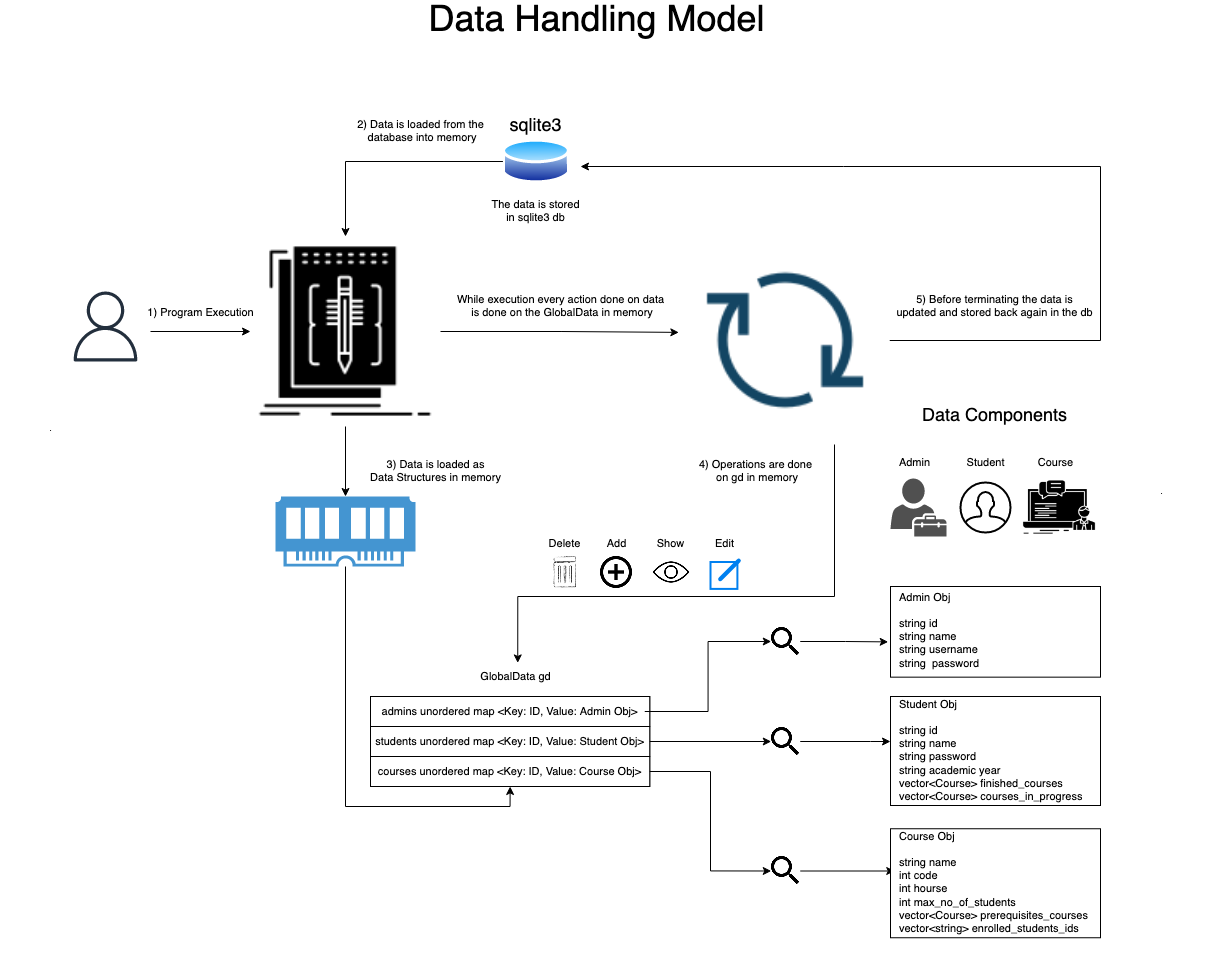 Data Handling Model
2) Data is loaded from the
database into memory
sqlite3
The data is stored
in sqlite3 db
1) Program Execution
While execution every action done on data
is done on the GlobalData in memory
5) Before terminating the data is
updated and stored back again in the db
Data Components
Admin
Student
Course
3) Data is loaded as
Data Structures in memory
4) Operations are done
on gd in memory
Delete
Add
Show
Edit
GlobalData gd
admins unordered map <Key: ID, Value: Admin Obj>
students unordered map <Key: ID, Value: Student Obj>
courses unordered map <Key: ID, Value: Course Obj>
Admin Obj
string id
string name
string username
string  password
Student Obj
string id
string name
string password
string academic year
vector<Course> finished_courses
vector<Course> courses_in_progress
Course Obj
string name
int code
int hourse
int max_no_of_students
vector<Course> prerequisites_courses
vector<string> enrolled_students_ids